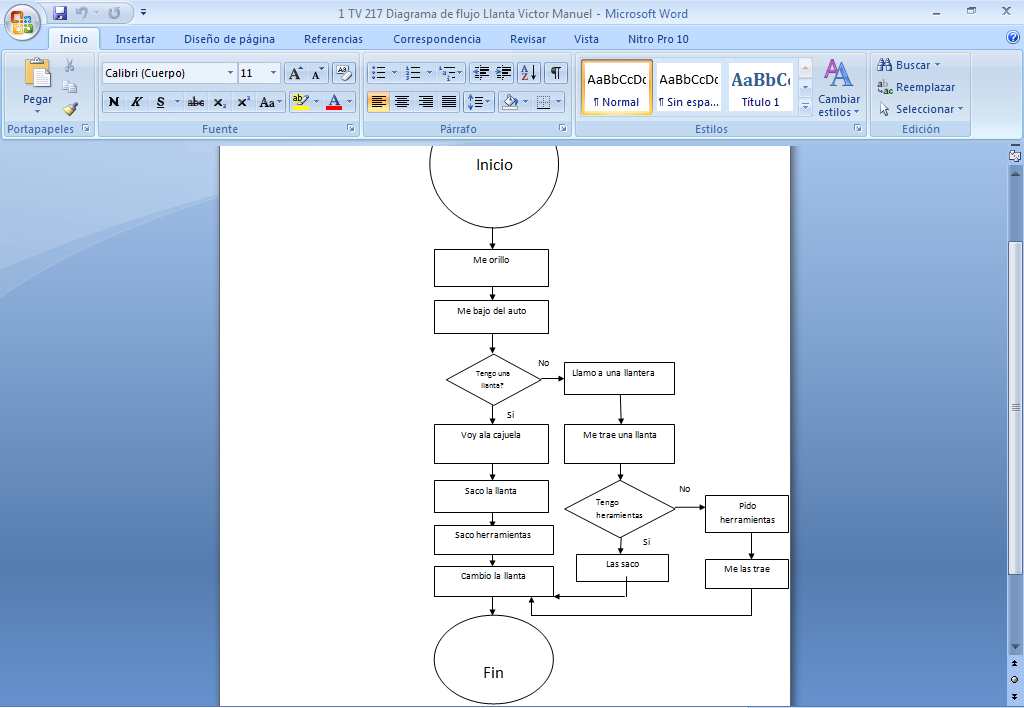 1 TV 217 Diagrama de flujo Llanta Victor Manuel - Microsoft Word
Inicio Insertar Diseño de página Referencias Correspondencia Revisar Vista Nitro Pro 10
Pegar
Portapapeles
Calibri (Cuerpo) 11
N K S abc x₂ x² Aa
Fuente
Párrafo
AaBbCcDc AaBbCcDc AaBbC
¶ Normal ¶ Sin espa... Título 1
Cambiar
estilos
Estilos
Buscar
Reemplazar
Seleccionar
Edición
Inicio
Me orillo
Me bajo del auto
Tengo una
llanta?
No
Llamo a una llantera
Si
Voy ala cajuela
Me trae una llanta
Saco la llanta
Tengo
heramientas
No
Pido
herramientas
Saco herramientas
Si
Las saco
Me las trae
Cambio la llanta
Fin